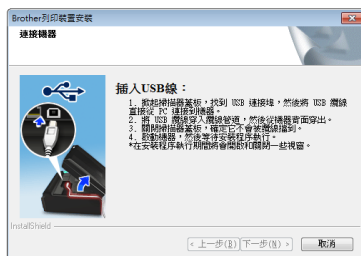 Brother列印裝置安裝
連接機器
插入USB線：
1. 掀起掃描器蓋板，找到 USB 連接埠，然後將 USB 纜線
直接從 PC 連接到機器。
2. 將 USB 纜線穿入纜線管道，然後從機器背面穿出。
3. 關閉掃描器蓋板，確定它不會被纜線擋到。
4. 啟動機器，然後等待安裝程序執行。
*在安裝程序執行期間將會開啟和關閉一些視窗。
InstallShield
< 上一步(B) 下一步(N) > 取消